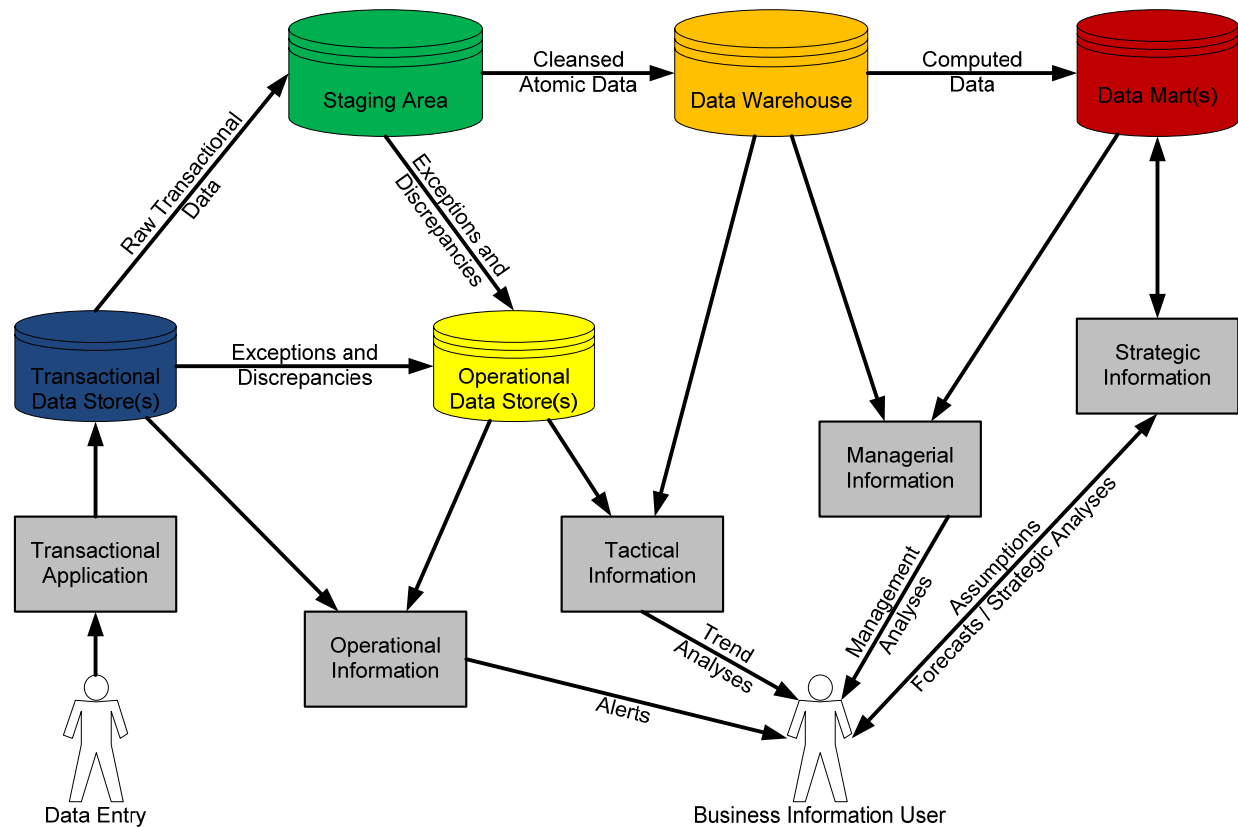 Cleansed
Atomic Data
Computed
Data
Staging Area
Data Warehouse
Data Mart(s)
Raw Transactional
Data
Exceptions and
Discrepancies
Transactional
Data Store(s)
Exceptions and
Discrepancies
Operational
Data Store(s)
Strategic
Information
Managerial
Information
Transactional
Application
Tactical
Information
Operational
Information
Trend
Analyses
Management
Analyses
Assumptions
Forecasts / Strategic Analyses
Alerts
Data Entry
Business Information User